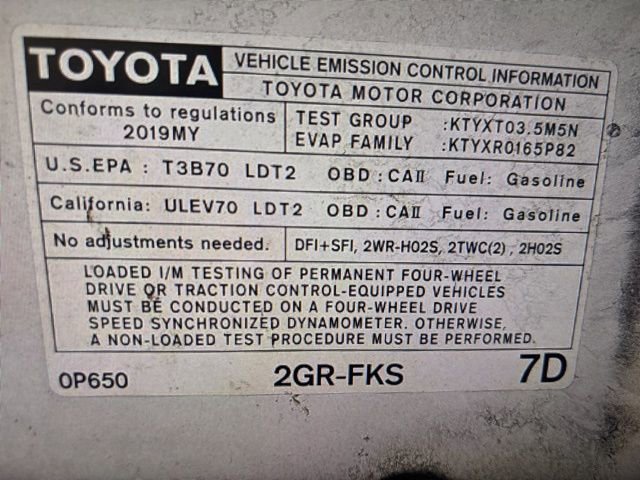 TOYOTA
VEHICLE EMISSION CONTROL INFORMATION
TOYOTA MOTOR CORPORATION
Conforms to regulations
2019MY
TEST GROUP :KTYXT03.5M5N
EVAP FAMILY :KTYXR0165P82
U.S.EPA : T3B70 LDT2 OBD : CAII Fuel: Gasoline
California: ULEV70 LDT2 OBD : CAII Fuel: Gasoline
No adjustments needed. DFI+SFI, 2WR-HO2S, 2TWC(2) , 2HO2S
LOADED I/M TESTING OF PERMANENT FOUR-WHEEL
DRIVE OR TRACTION CONTROL-EQUIPPED VEHICLES
MUST BE CONDUCTED ON A FOUR-WHEEL DRIVE
SPEED SYNCHRONIZED DYNAMOMETER. OTHERWISE,
A NON-LOADED TEST PROCEDURE MUST BE PERFORMED.
0P650 2GR-FKS 7D